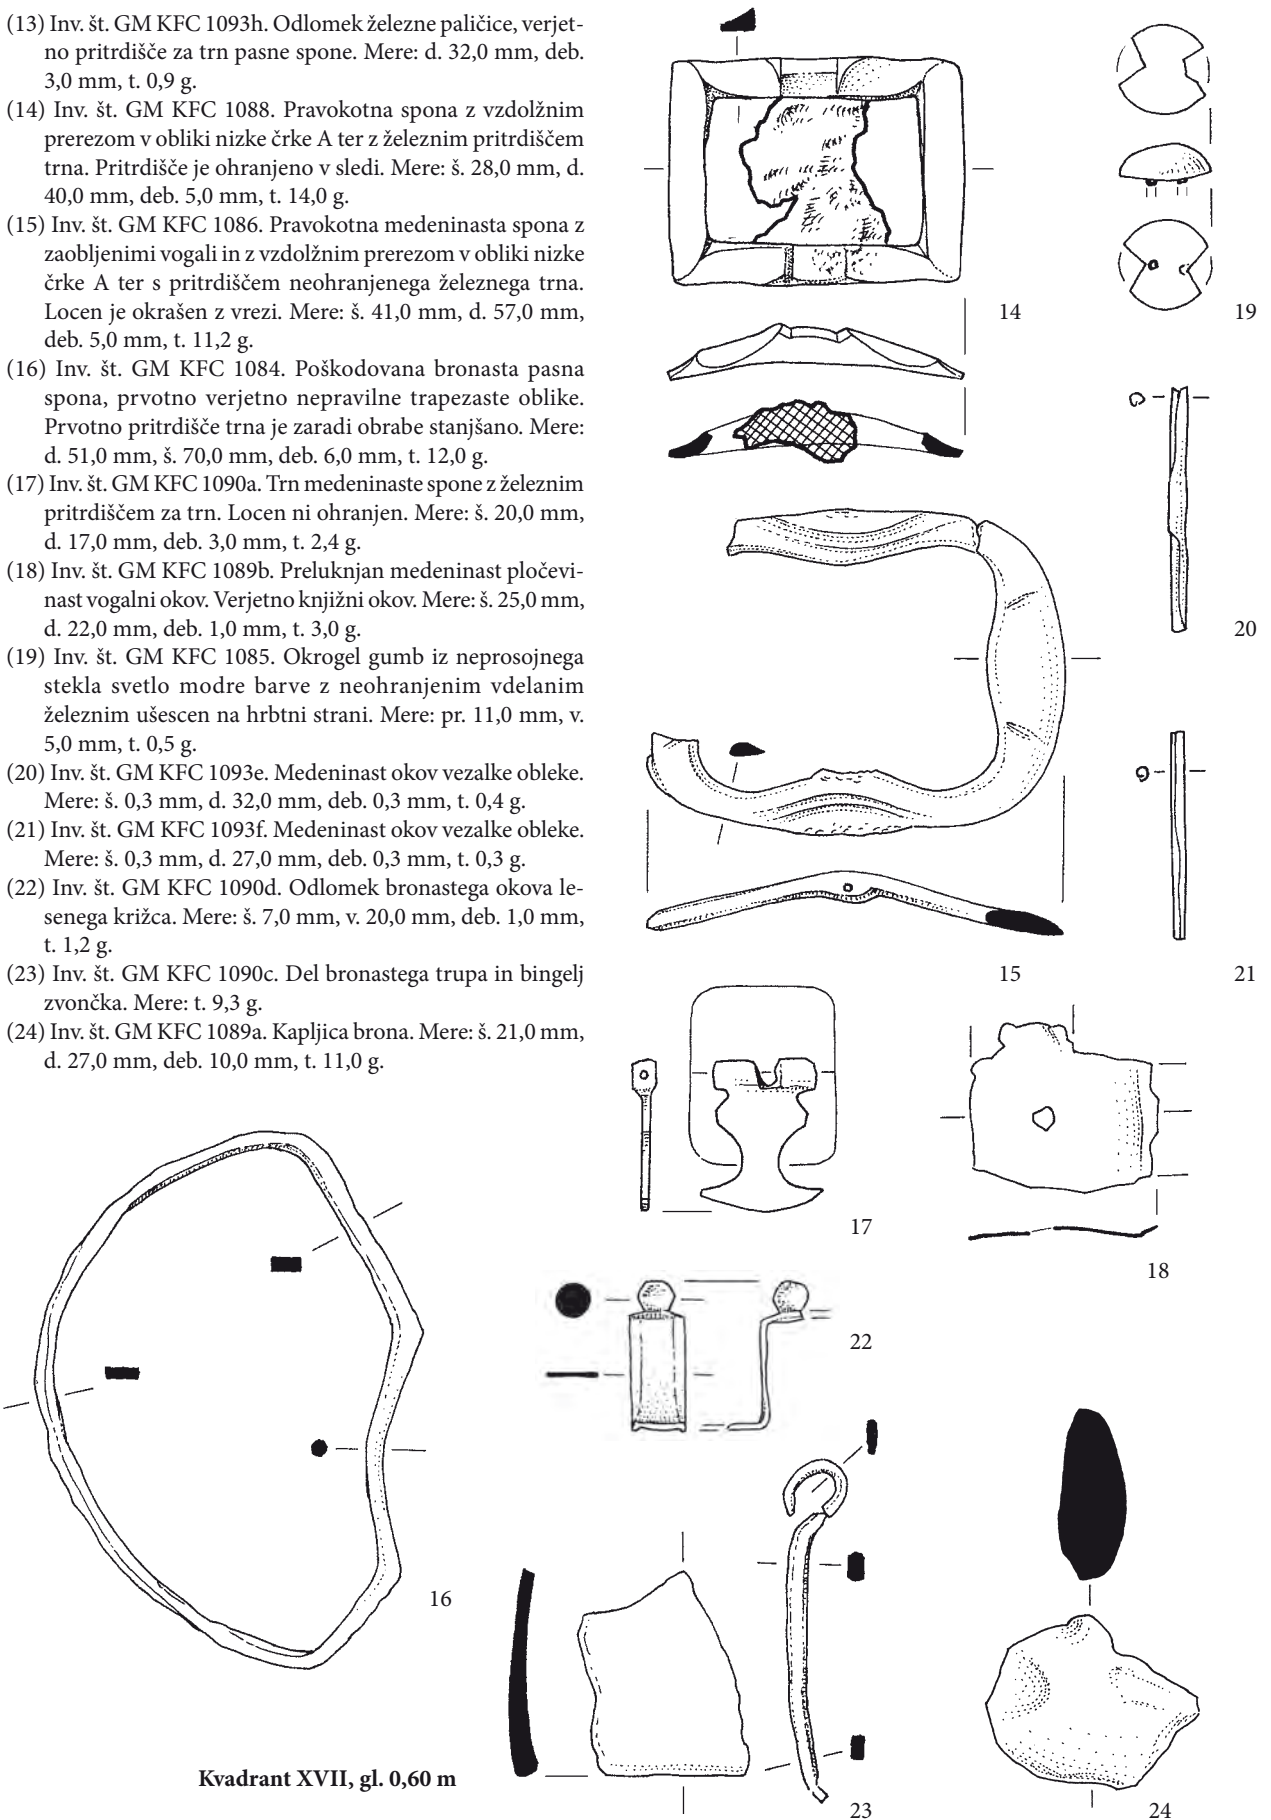 (13) Inv. št. GM KFC 1093h. Odlomek železne paličice, verjet-
no pritrdišče za trn pasne spone. Mere: d. 32,0 mm, deb.
3,0 mm, t. 0,9 g.
(14) Inv. št. GM KFC 1088. Pravokotna spona z vzdolžnim
prerezom v obliki nizke črke A ter z železnim pritrdiščem
trna. Pritrdišče je ohranjeno v sledi. Mere: š. 28,0 mm, d.
40,0 mm, deb. 5,0 mm, t. 14,0 g.
(15) Inv. št. GM KFC 1086. Pravokotna medeninasta spona z
zaobljenimi vogali in z vzdolžnim prerezom v obliki nizke
črke A ter s pritrdiščem neohranjenega železnega trna.
Locen je okrašen z vrezi. Mere: š. 41,0 mm, d. 57,0 mm,
deb. 5,0 mm, t. 11,2 g.
(16) Inv. št. GM KFC 1084. Poškodovana bronasta pasna
spona, prvotno verjetno nepravilne trapezaste oblike.
Prvotno pritrdišče trna je zaradi obrabe stanjšano. Mere:
d. 51,0 mm, š. 70,0 mm, deb. 6,0 mm, t. 12,0 g.
(17) Inv. št. GM KFC 1090a. Trn medeninaste spone z železnim
pritrdiščem za trn. Locen ni ohranjen. Mere: š. 20,0 mm,
d. 17,0 mm, deb. 3,0 mm, t. 2,4 g.
(18) Inv. št. GM KFC 1089b. Preluknjan medeninast pločevi-
nast vogalni okov. Verjetno knjižni okov. Mere: š. 25,0 mm,
d. 22,0 mm, deb. 1,0 mm, t. 3,0 g.
(19) Inv. št. GM KFC 1085. Okrogel gumb iz neprosojnega
stekla svetlo modre barve z neohranjenim vdelanim
železnim ušescen na hrbtni strani. Mere: pr. 11,0 mm, v.
5,0 mm, t. 0,5 g.
(20) Inv. št. GM KFC 1093e. Medeninast okov vezalke obleke.
Mere: š. 0,3 mm, d. 32,0 mm, deb. 0,3 mm, t. 0,4 g.
(21) Inv. št. GM KFC 1093f. Medeninast okov vezalke obleke.
Mere: š. 0,3 mm, d. 27,0 mm, deb. 0,3 mm, t. 0,3 g.
(22) Inv. št. GM KFC 1090d. Odlomek bronastega okova le-
senega križca. Mere: š. 7,0 mm, v. 20,0 mm, deb. 1,0 mm,
t. 1,2 g.
(23) Inv. št. GM KFC 1090c. Del bronastega trupa in bingelj
zvončka. Mere: t. 9,3 g.
(24) Inv. št. GM KFC 1089a. Kapljica brona. Mere: š. 21,0 mm,
d. 27,0 mm, deb. 10,0 mm, t. 11,0 g.
14
19
20
15
21
17
18
22
16
23
24
Kvadrant XVII, gl. 0,60 m